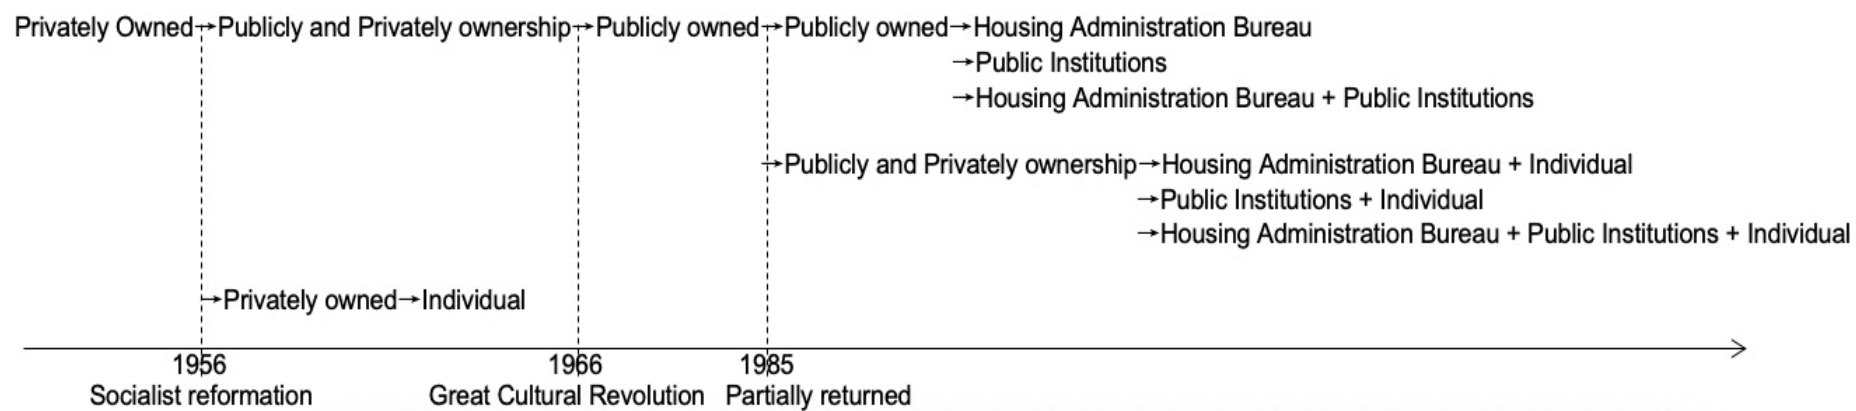 Privately Owned→Publicly and Privately ownership→Publicly owned→Publicly owned→Housing Administration Bureau
→Public Institutions
→Housing Administration Bureau + Public Institutions
→Publicly and Privately ownership→Housing Administration Bureau + Individual
→Public Institutions + Individual
→Housing Administration Bureau + Public Institutions + Individual
→Privately owned→Individual
1956 1966 1985
Socialist reformation Great Cultural Revolution Partially returned